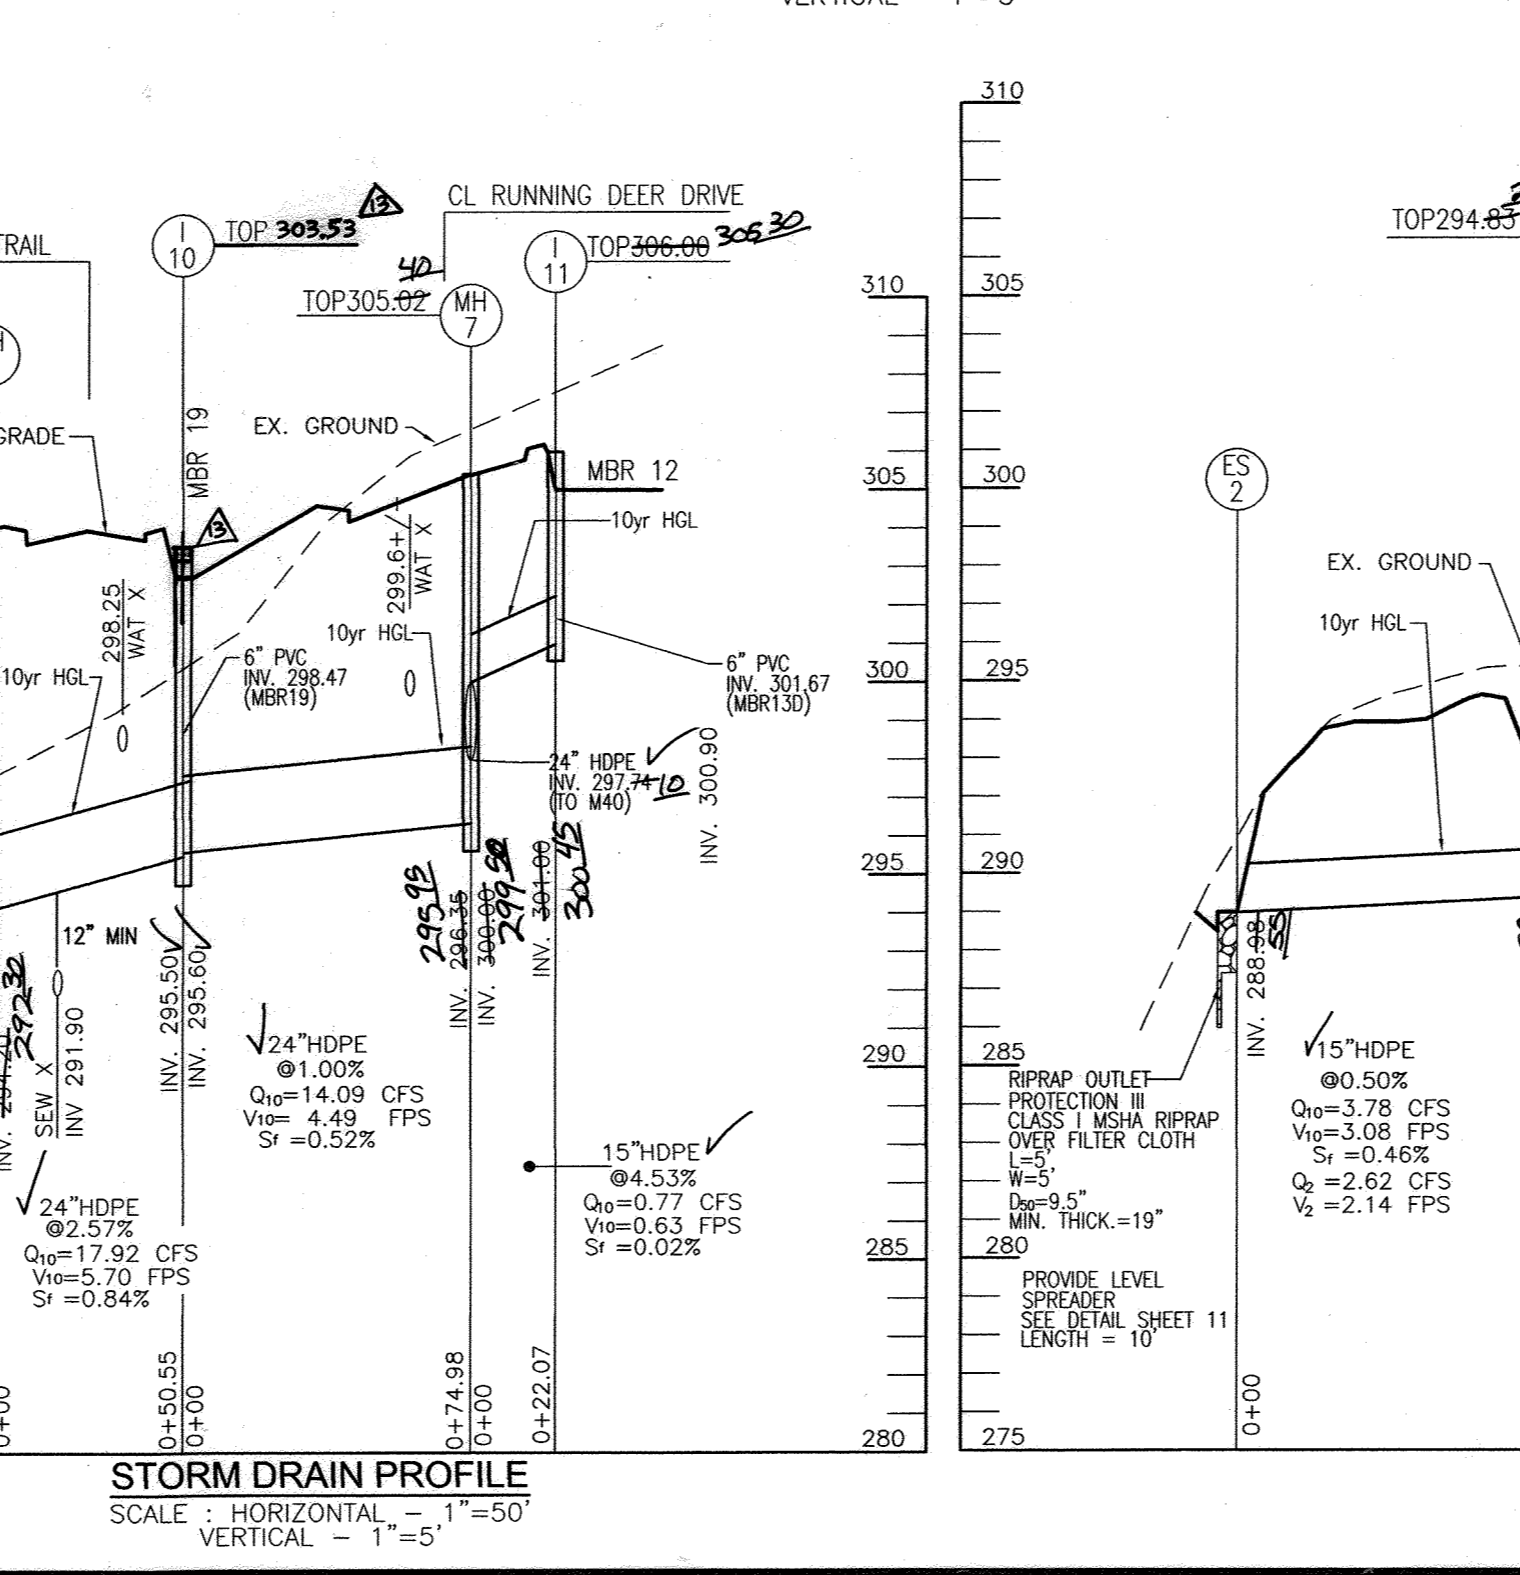 310
CL RUNNING DEER DRIVE
I
10
TOP 303.53
13
TRAIL
I
11
TOP306.00 306.30
TOP294.83
40
TOP305.02
MH
7
310
305
GRADE
MBR 19
EX. GROUND
MBR 12
305
300
ES
2
13
10yr HGL
299.6+/-
WAT X
298.25
WAT X
10yr HGL
6" PVC
INV. 298.47
(MBR19)
10yr HGL
6" PVC
INV. 301.67
(MBR13D)
300
295
EX. GROUND
10yr HGL
24" HDPE
INV. 297.74 10
(TO M40)
INV. 300.90
295
290
12" MIN
INV. 295.50
INV. 295.60
295.95
INV. 296.35
INV. 300.00
299.50
INV. 301.00
300.45
INV. 288.98
55
292.30
SEW X
INV 291.90
24"HDPE
@1.00%
Q10=14.09 CFS
V10= 4.49 FPS
Sf =0.52%
24"HDPE
@2.57%
Q10=17.92 CFS
V10=5.70 FPS
Sf =0.84%
15"HDPE
@4.53%
Q10=0.77 CFS
V10=0.63 FPS
Sf =0.02%
290
285
RIPRAP OUTLET
PROTECTION III
CLASS I MSHA RIPRAP
OVER FILTER CLOTH
L=5'
W=5'
D50=9.5"
MIN. THICK.=19"
15"HDPE
@0.50%
Q10=3.78 CFS
V10=3.08 FPS
Sf =0.46%
Q2 =2.62 CFS
V2 =2.14 FPS
285
280
PROVIDE LEVEL
SPREADER
SEE DETAIL SHEET 11
LENGTH = 10'
0+00
0+50.55
0+00
0+74.98
0+00
0+22.07
0+00
280
275
STORM DRAIN PROFILE
SCALE : HORIZONTAL - 1"=50'
VERTICAL - 1"=5'